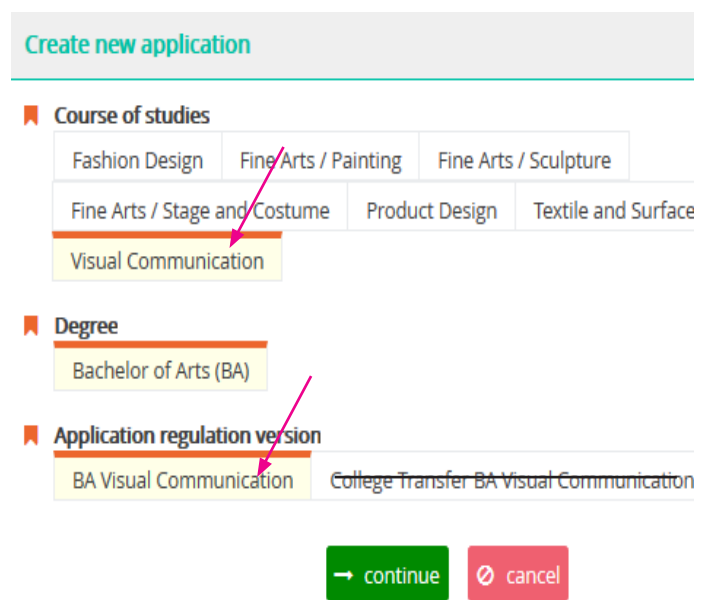 Create new application
Course of studies
Fashion Design Fine Arts / Painting Fine Arts / Sculpture
Fine Arts / Stage and Costume Product Design Textile and Surface
Visual Communication
Degree
Bachelor of Arts (BA)
Application regulation version
BA Visual Communication College Transfer BA Visual Communication
continue cancel